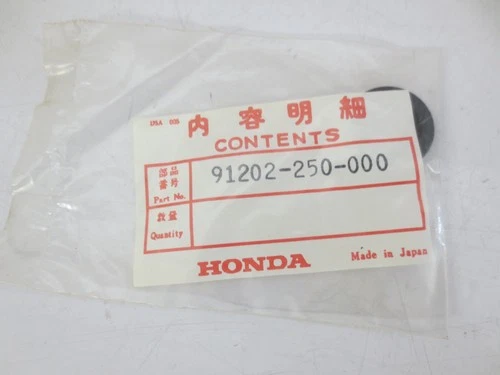 内容明細
CONTENTS
部品
番号
Part No.
91202-250-000
数量
Quantity
HONDA
Made in Japan